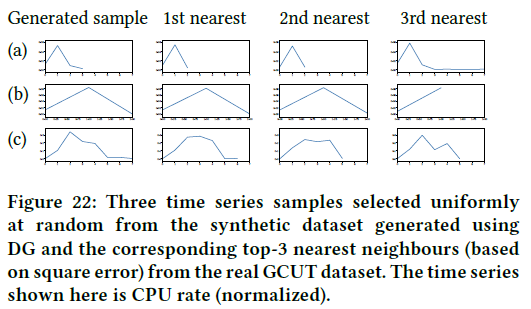 Generated sample 1st nearest 2nd nearest 3rd nearest
(a)
(b)
(c)
Figure 22: Three time series samples selected uniformly
at random from the synthetic dataset generated using
DG and the corresponding top-3 nearest neighbours (based
on square error) from the real GCUT dataset. The time series
shown here is CPU rate (normalized).